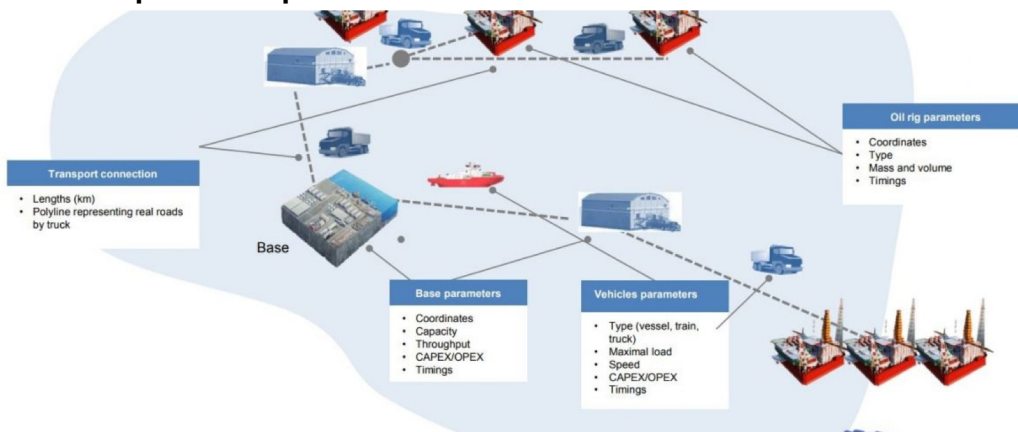 Oil rig parameters
• Coordinates
• Type
• Mass and volume
• Timings
Transport connection
• Lengths (km)
• Polyline representing real roads
by truck
Base
Base parameters
• Coordinates
• Capacity
• Throughput
• CAPEX/OPEX
• Timings
Vehicles parameters
• Type (vessel, train,
truck)
• Maximal load
• Speed
• CAPEX/OPEX
• Timings